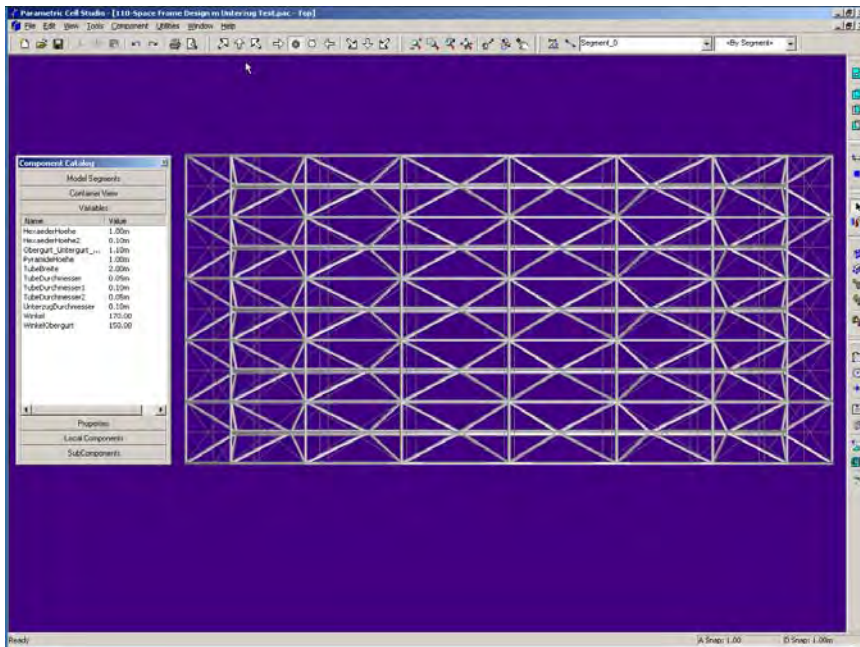 Parametric Cell Studio - [110-Space Frame Design m Unterzug Test.pac - Top]
File Edit View Tools Component Utilities Window Help
Segment_0
<By Segment>
Component Catalog
Model Segments
Container View
Variables
Name Value
HexaederHoehe 1.00m
HexaederHoehe2 0.10m
Obergurt_Untergurt_... 1.10m
PyramideHoehe 1.00m
TubeBreite 2.00m
TubeDurchmesser 0.05m
TubeDurchmesser1 0.10m
TubeDurchmesser2 0.05m
UnterzugDurchmesser 0.10m
Winkel 170.00
WinkelObergurt 150.00
Properties
Local Components
SubComponents
Ready
A Snap: 1.00
D Snap: 1.00m